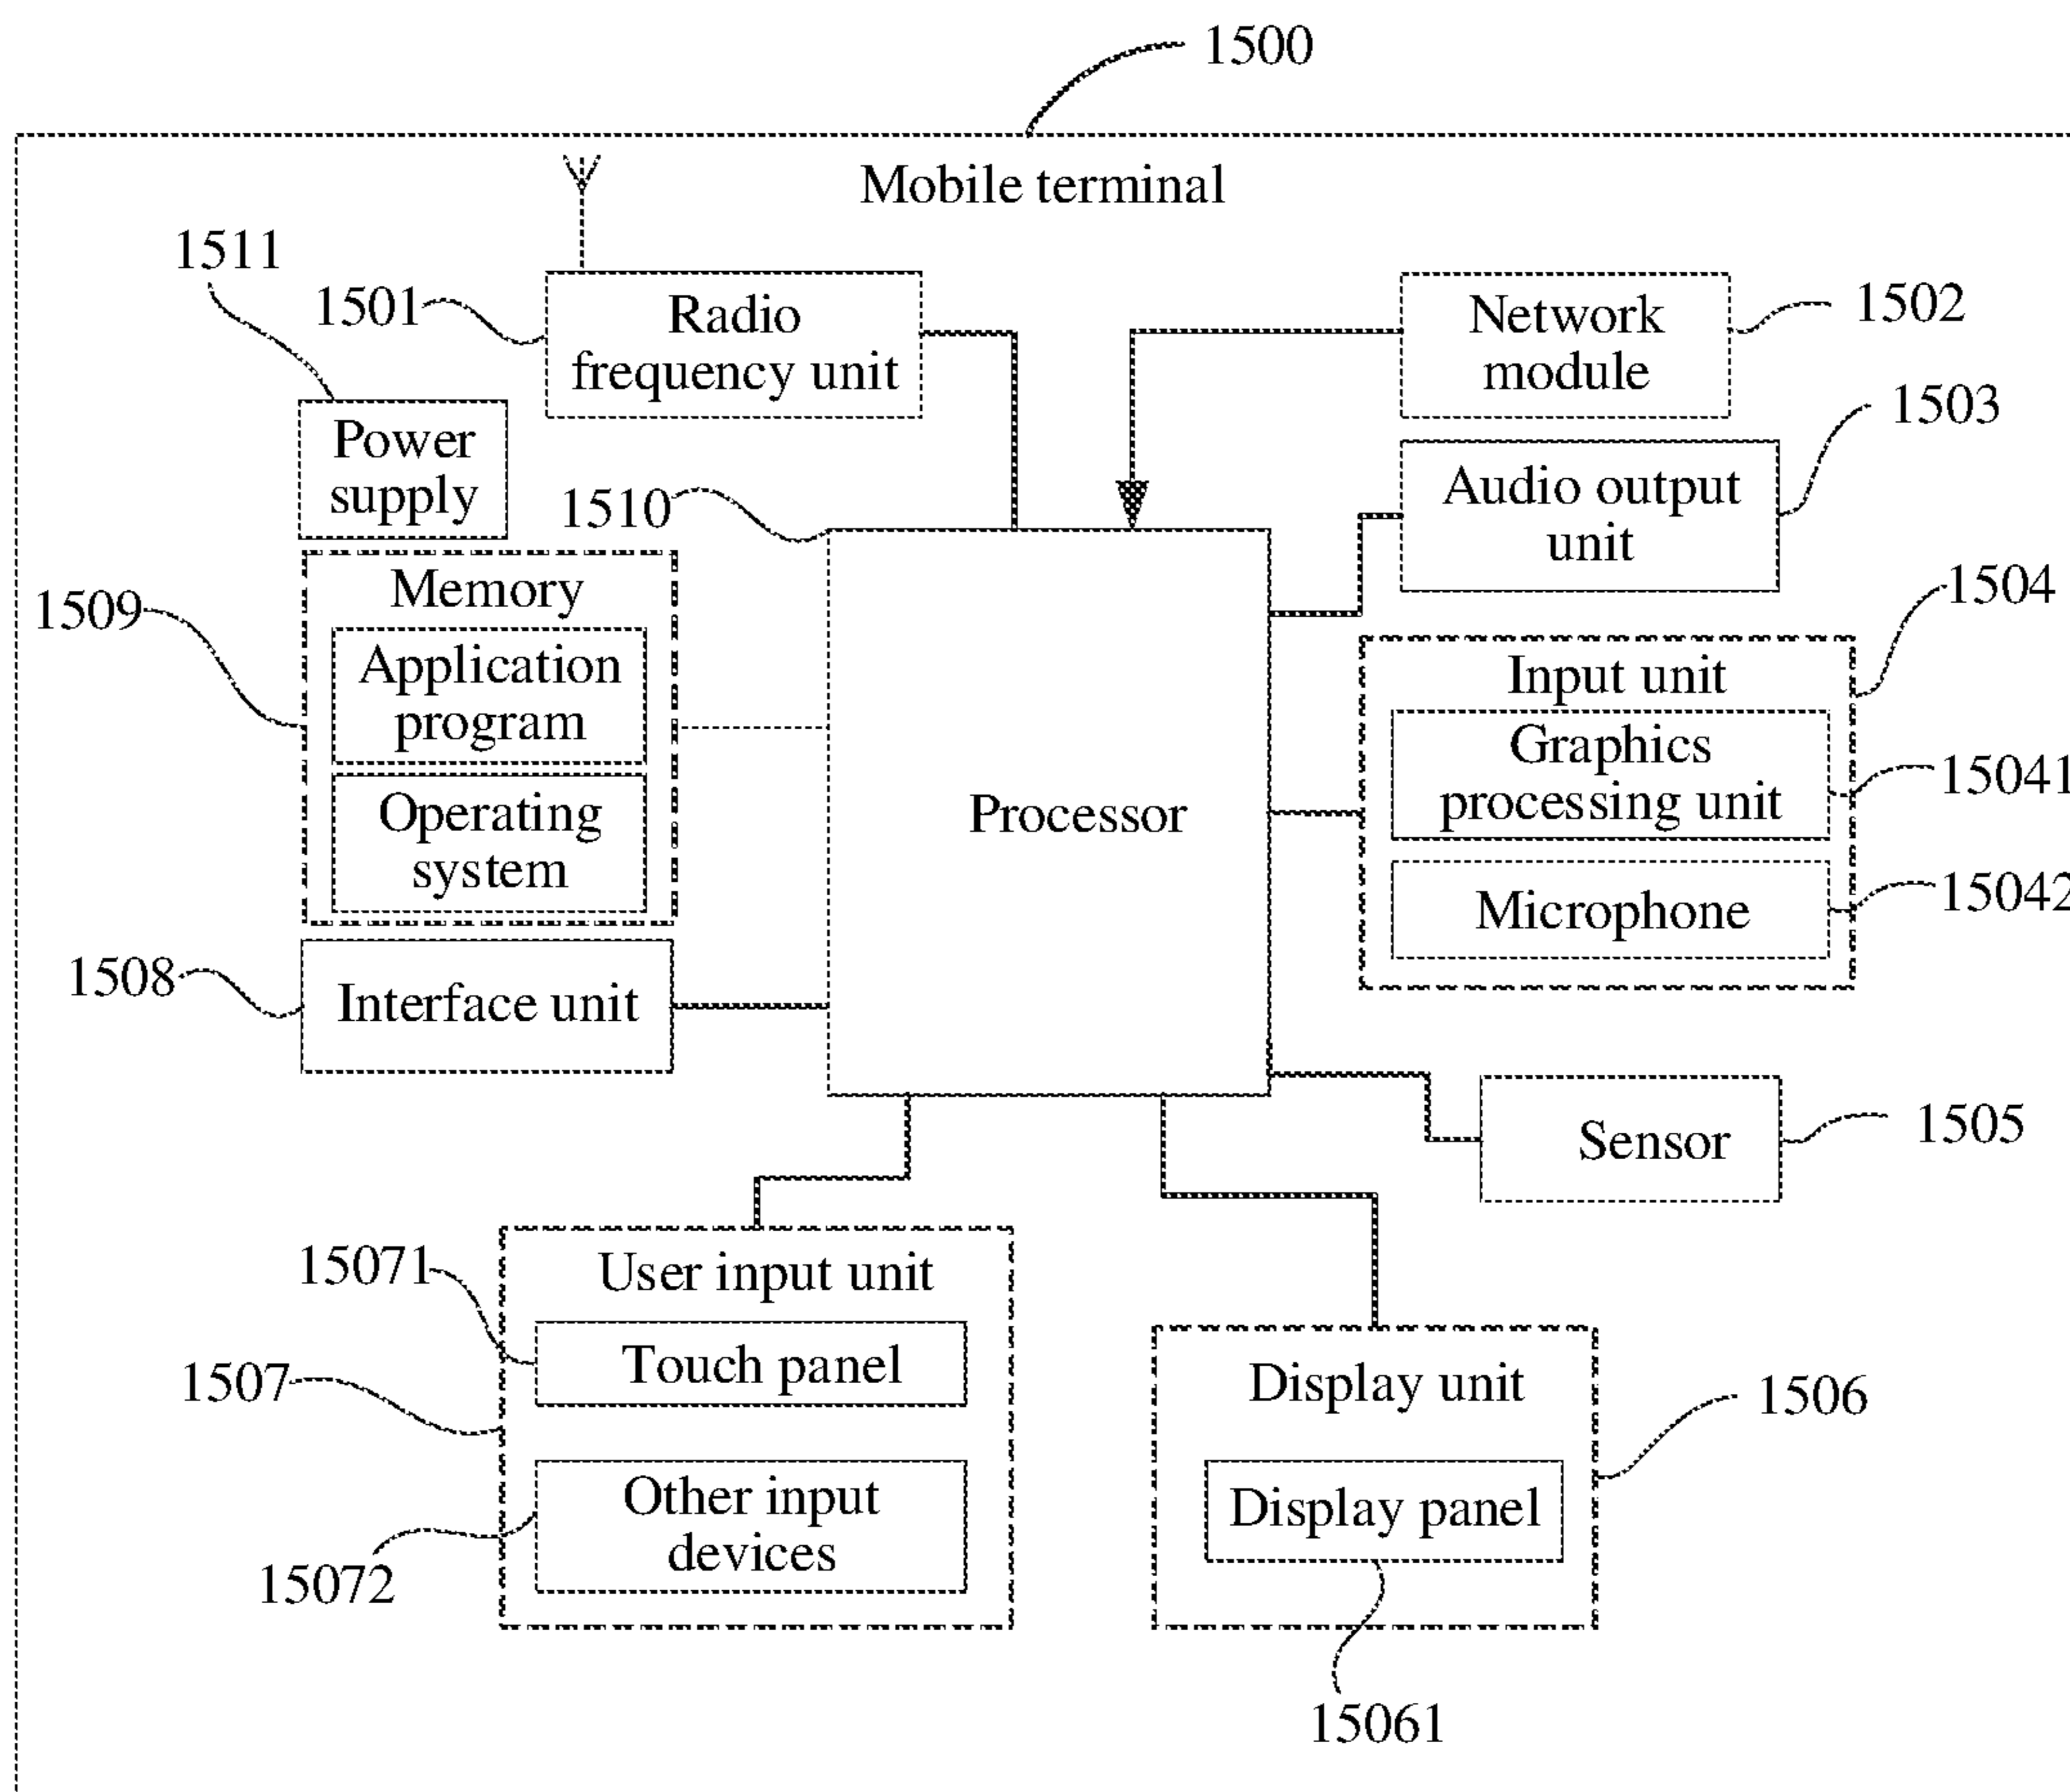 1500
Mobile terminal
1511
1501
Radio
frequency unit
Network
module
1502
1503
Power
supply
1510
Audio output
unit
1504
1509
Memory
Application
program
Operating
system
Processor
Input unit
Graphics
processing unit
15041
Microphone
15042
1508
Interface unit
Sensor
1505
15071
User input unit
Touch panel
1507
Other input
devices
15072
Display unit
1506
Display panel
15061